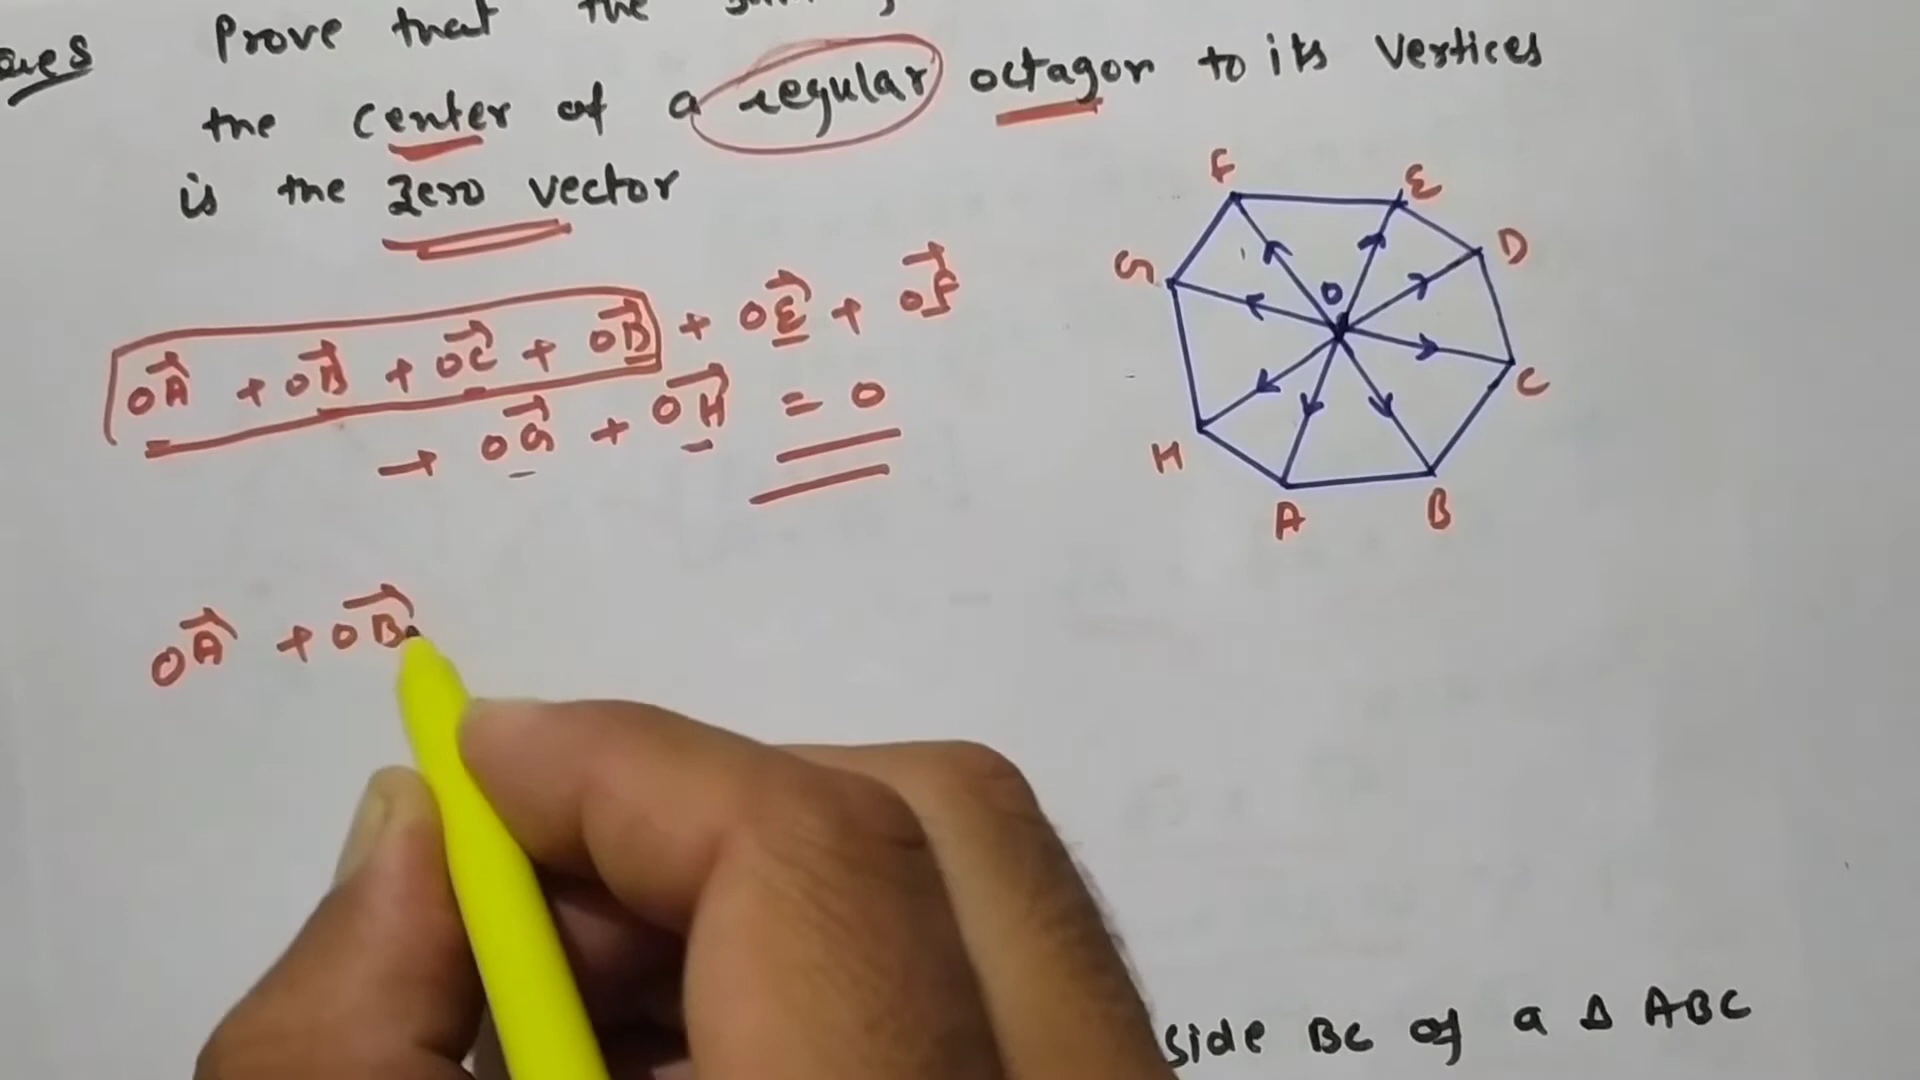 Ques Prove that the
the center of a regular octagon to its vertices
is the zero vector
OA + OB + OC + OD + OE + OF
→ OG + OH = 0
OA + OB
F E D G O C H A B
side BC of a Δ ABC